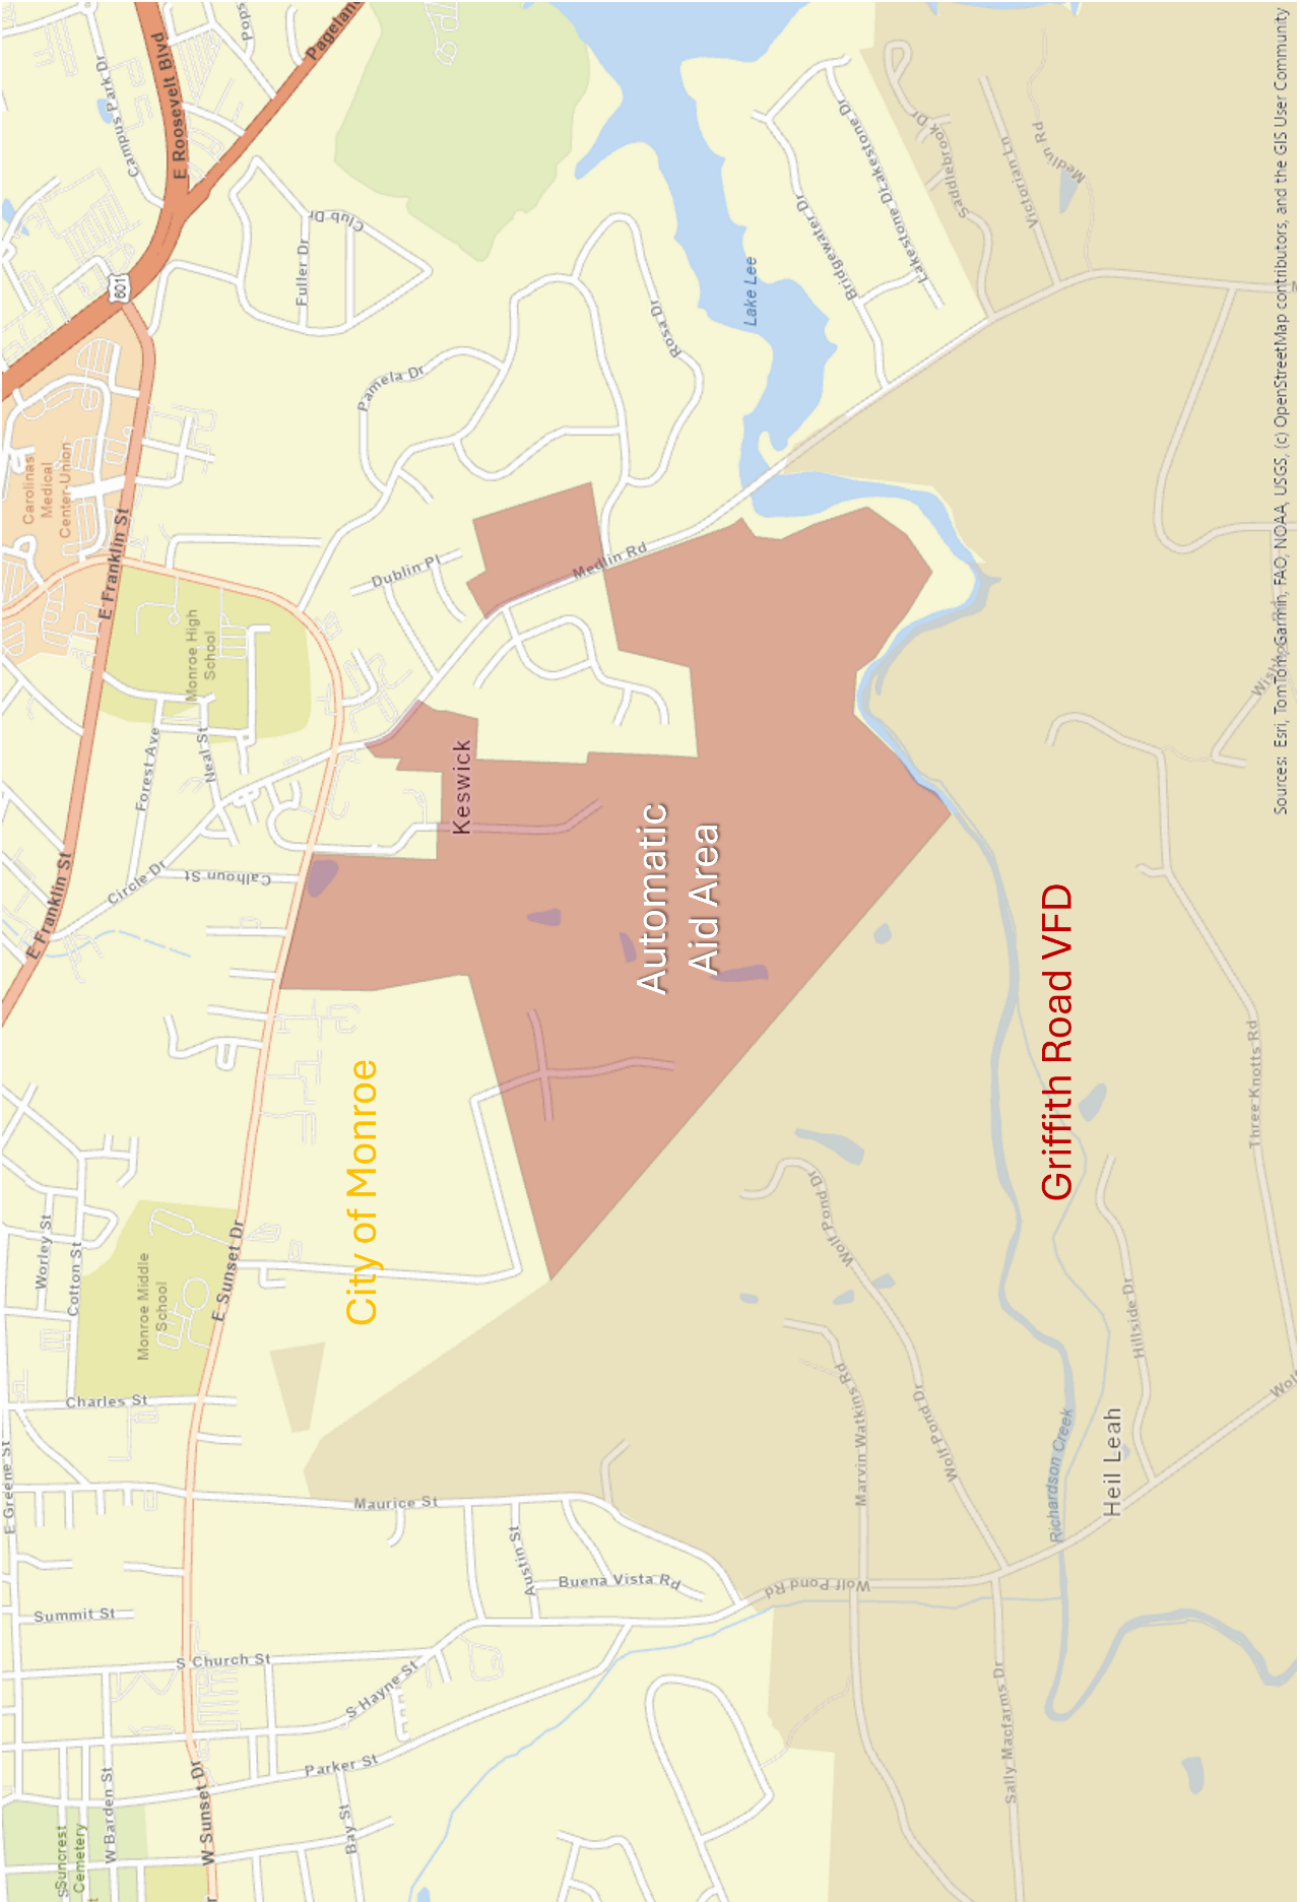 E Greene St
Worley St
Cotton St
Summit St
Suncrest
Cemetery
W Barden St
Charles St
Monroe Middle
School
E Franklin St
E Franklin St
Carolinas
Medical
Center-Union
601
Campus Park Dr
E Roosevelt Blvd
Pops
Pagelan
Circle Dr
Forest Ave
Neal St
Calhoun St
Monroe High
School
W Sunset Dr
E Sunset Dr
S Church St
S Hayne St
Parker St
Bay St
Maurice St
City of Monroe
Fuller Dr
Club Dr
Pamela Dr
Dublin Pl
Keswick
Austin St
Buena Vista Rd
Medlin Rd
Rosa Dr
Automatic
Aid Area
Lake Lee
Bridgewater Dr
Lakestone Dr
Lakestone Dr
Saddlebrook Dr
Victorian Ln
Medlin Rd
Wolf Pond Rd
Wolf Pond Dr
Wolf Pond Dr
Marvin Watkins Rd
Sally Macfarms Dr
Richardson Creek
Griffith Road VFD
Heil Leah
Hillside Dr
Three Knotts Rd
Wolf
Sources: Esri, TomTom, Garmin, FAO, NOAA, USGS, (c) OpenStreetMap contributors, and the GIS User Community